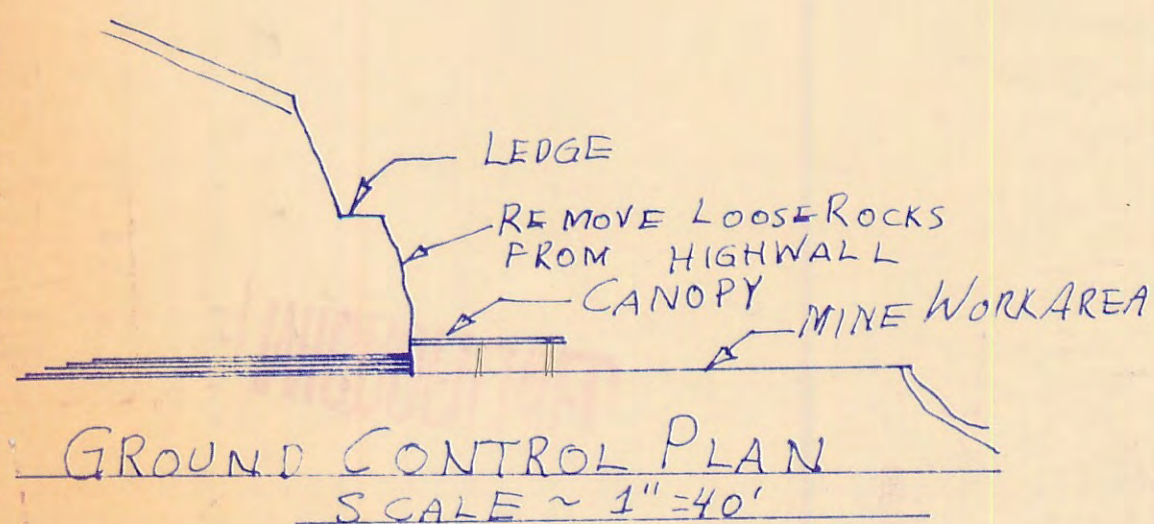 LEDGE
REMOVE LOOSE ROCKS
FROM HIGHWALL
CANOPY
MINE WORK AREA
GROUND CONTROL PLAN
SCALE ~ 1"=40'